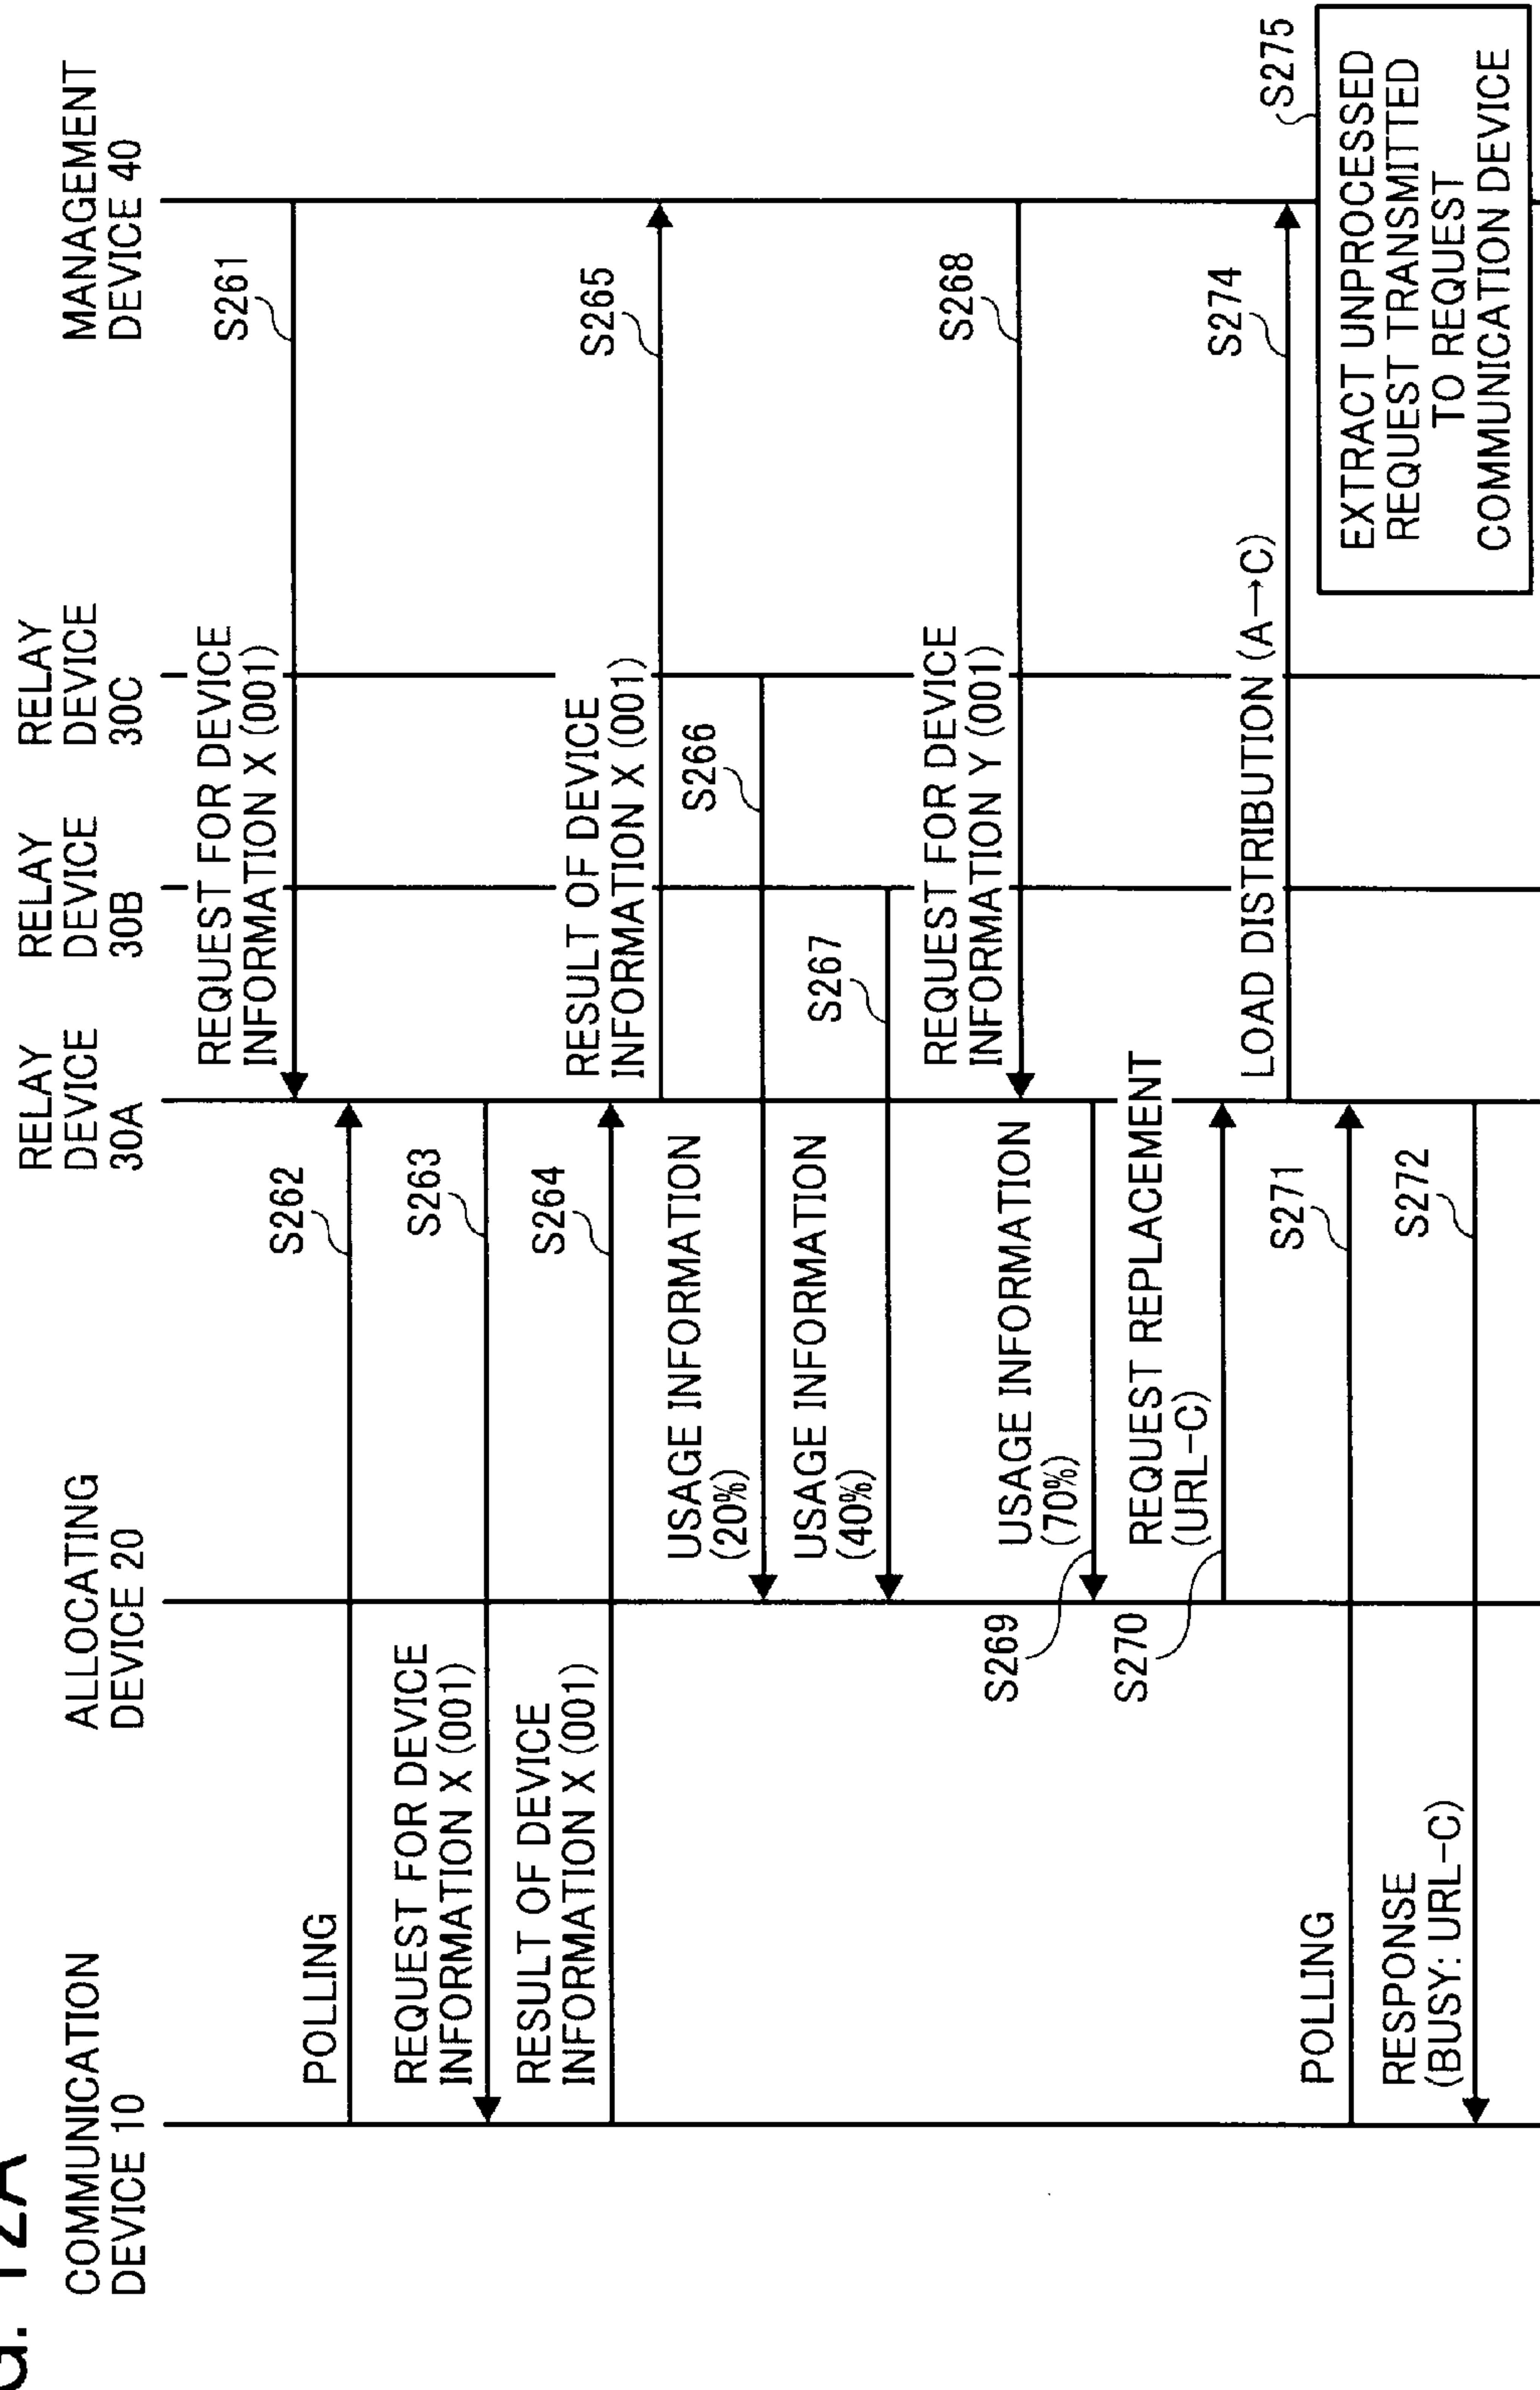 G. 12A
COMMUNICATION
DEVICE 10
ALLOCATING
DEVICE 20
RELAY
DEVICE
30A
RELAY
DEVICE
30B
RELAY
DEVICE
30C
MANAGEMENT
DEVICE 40
S261
REQUEST FOR DEVICE
INFORMATION X (001)
POLLING
S262
REQUEST FOR DEVICE
INFORMATION X (001)
S263
RESULT OF DEVICE
INFORMATION X (001)
S264
RESULT OF DEVICE
INFORMATION X (001)
S265
USAGE INFORMATION
(20%)
S266
USAGE INFORMATION
(40%)
S267
REQUEST FOR DEVICE
INFORMATION Y (001)
S268
USAGE INFORMATION
(70%)
S269
REQUEST REPLACEMENT
(URL-C)
S270
LOAD DISTRIBUTION (A→C)
S274
POLLING
S271
RESPONSE
(BUSY: URL-C)
S272
S275
EXTRACT UNPROCESSED
REQUEST TRANSMITTED
TO REQUEST
COMMUNICATION DEVICE